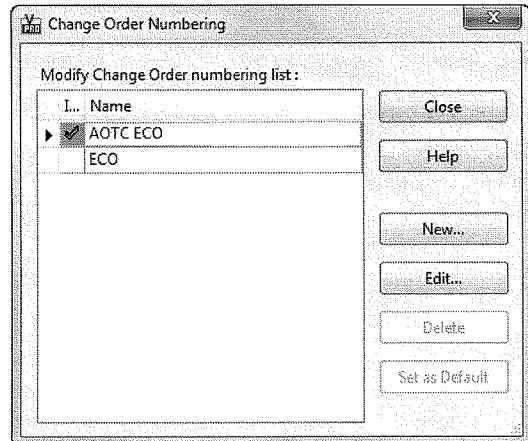 V
PRO
Change Order Numbering
X
Modify Change Order numbering list :
I... Name
AOTC ECO
ECO
Close
Help
New...
Edit...
Delete
Set as Default